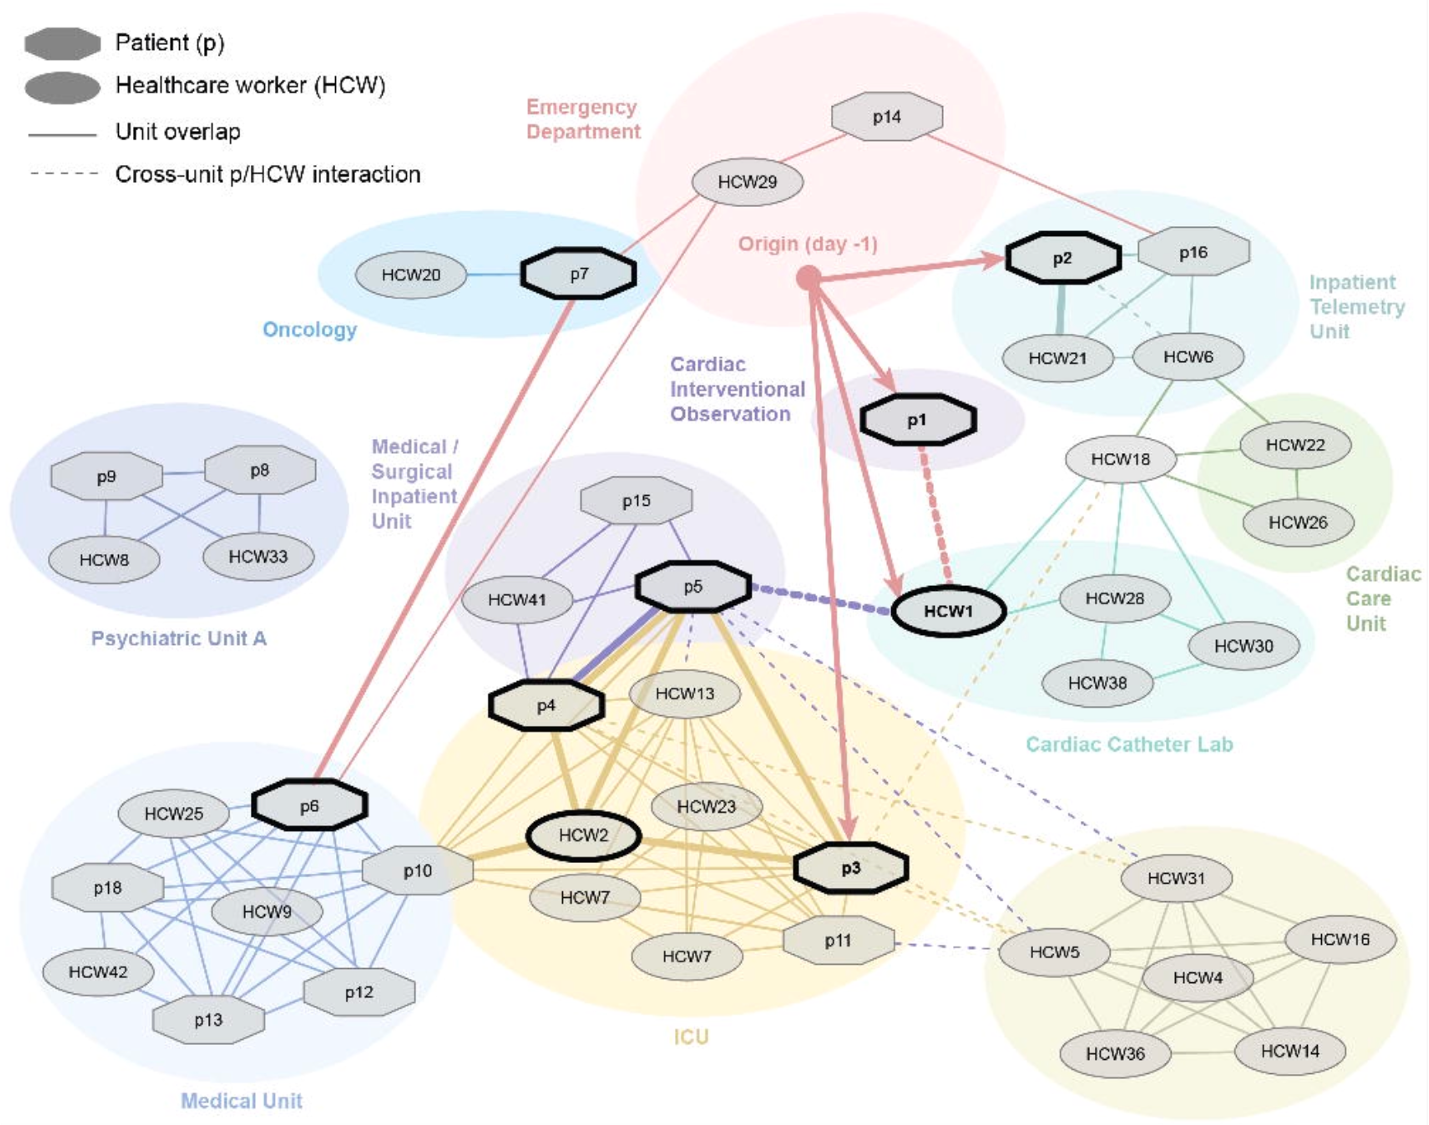 Patient (p)
Healthcare worker (HCW)
Unit overlap
Cross-unit p/HCW interaction
Emergency
Department
p14
HCW29
Origin (day -1)
p2
p16
Inpatient
Telemetry
Unit
HCW21
HCW6
HCW20
p7
Oncology
Cardiac
Interventional
Observation
p1
HCW18
HCW22
HCW26
Cardiac
Care
Unit
p9
p8
HCW8
HCW33
Psychiatric Unit A
Medical /
Surgical
Inpatient
Unit
p15
HCW41
p5
HCW1
HCW28
HCW30
HCW38
Cardiac Catheter Lab
p4
HCW13
HCW23
HCW2
p3
HCW7
HCW7
p11
ICU
HCW25
p6
p18
p10
HCW9
HCW42
p12
p13
Medical Unit
HCW31
HCW5
HCW16
HCW4
HCW36
HCW14